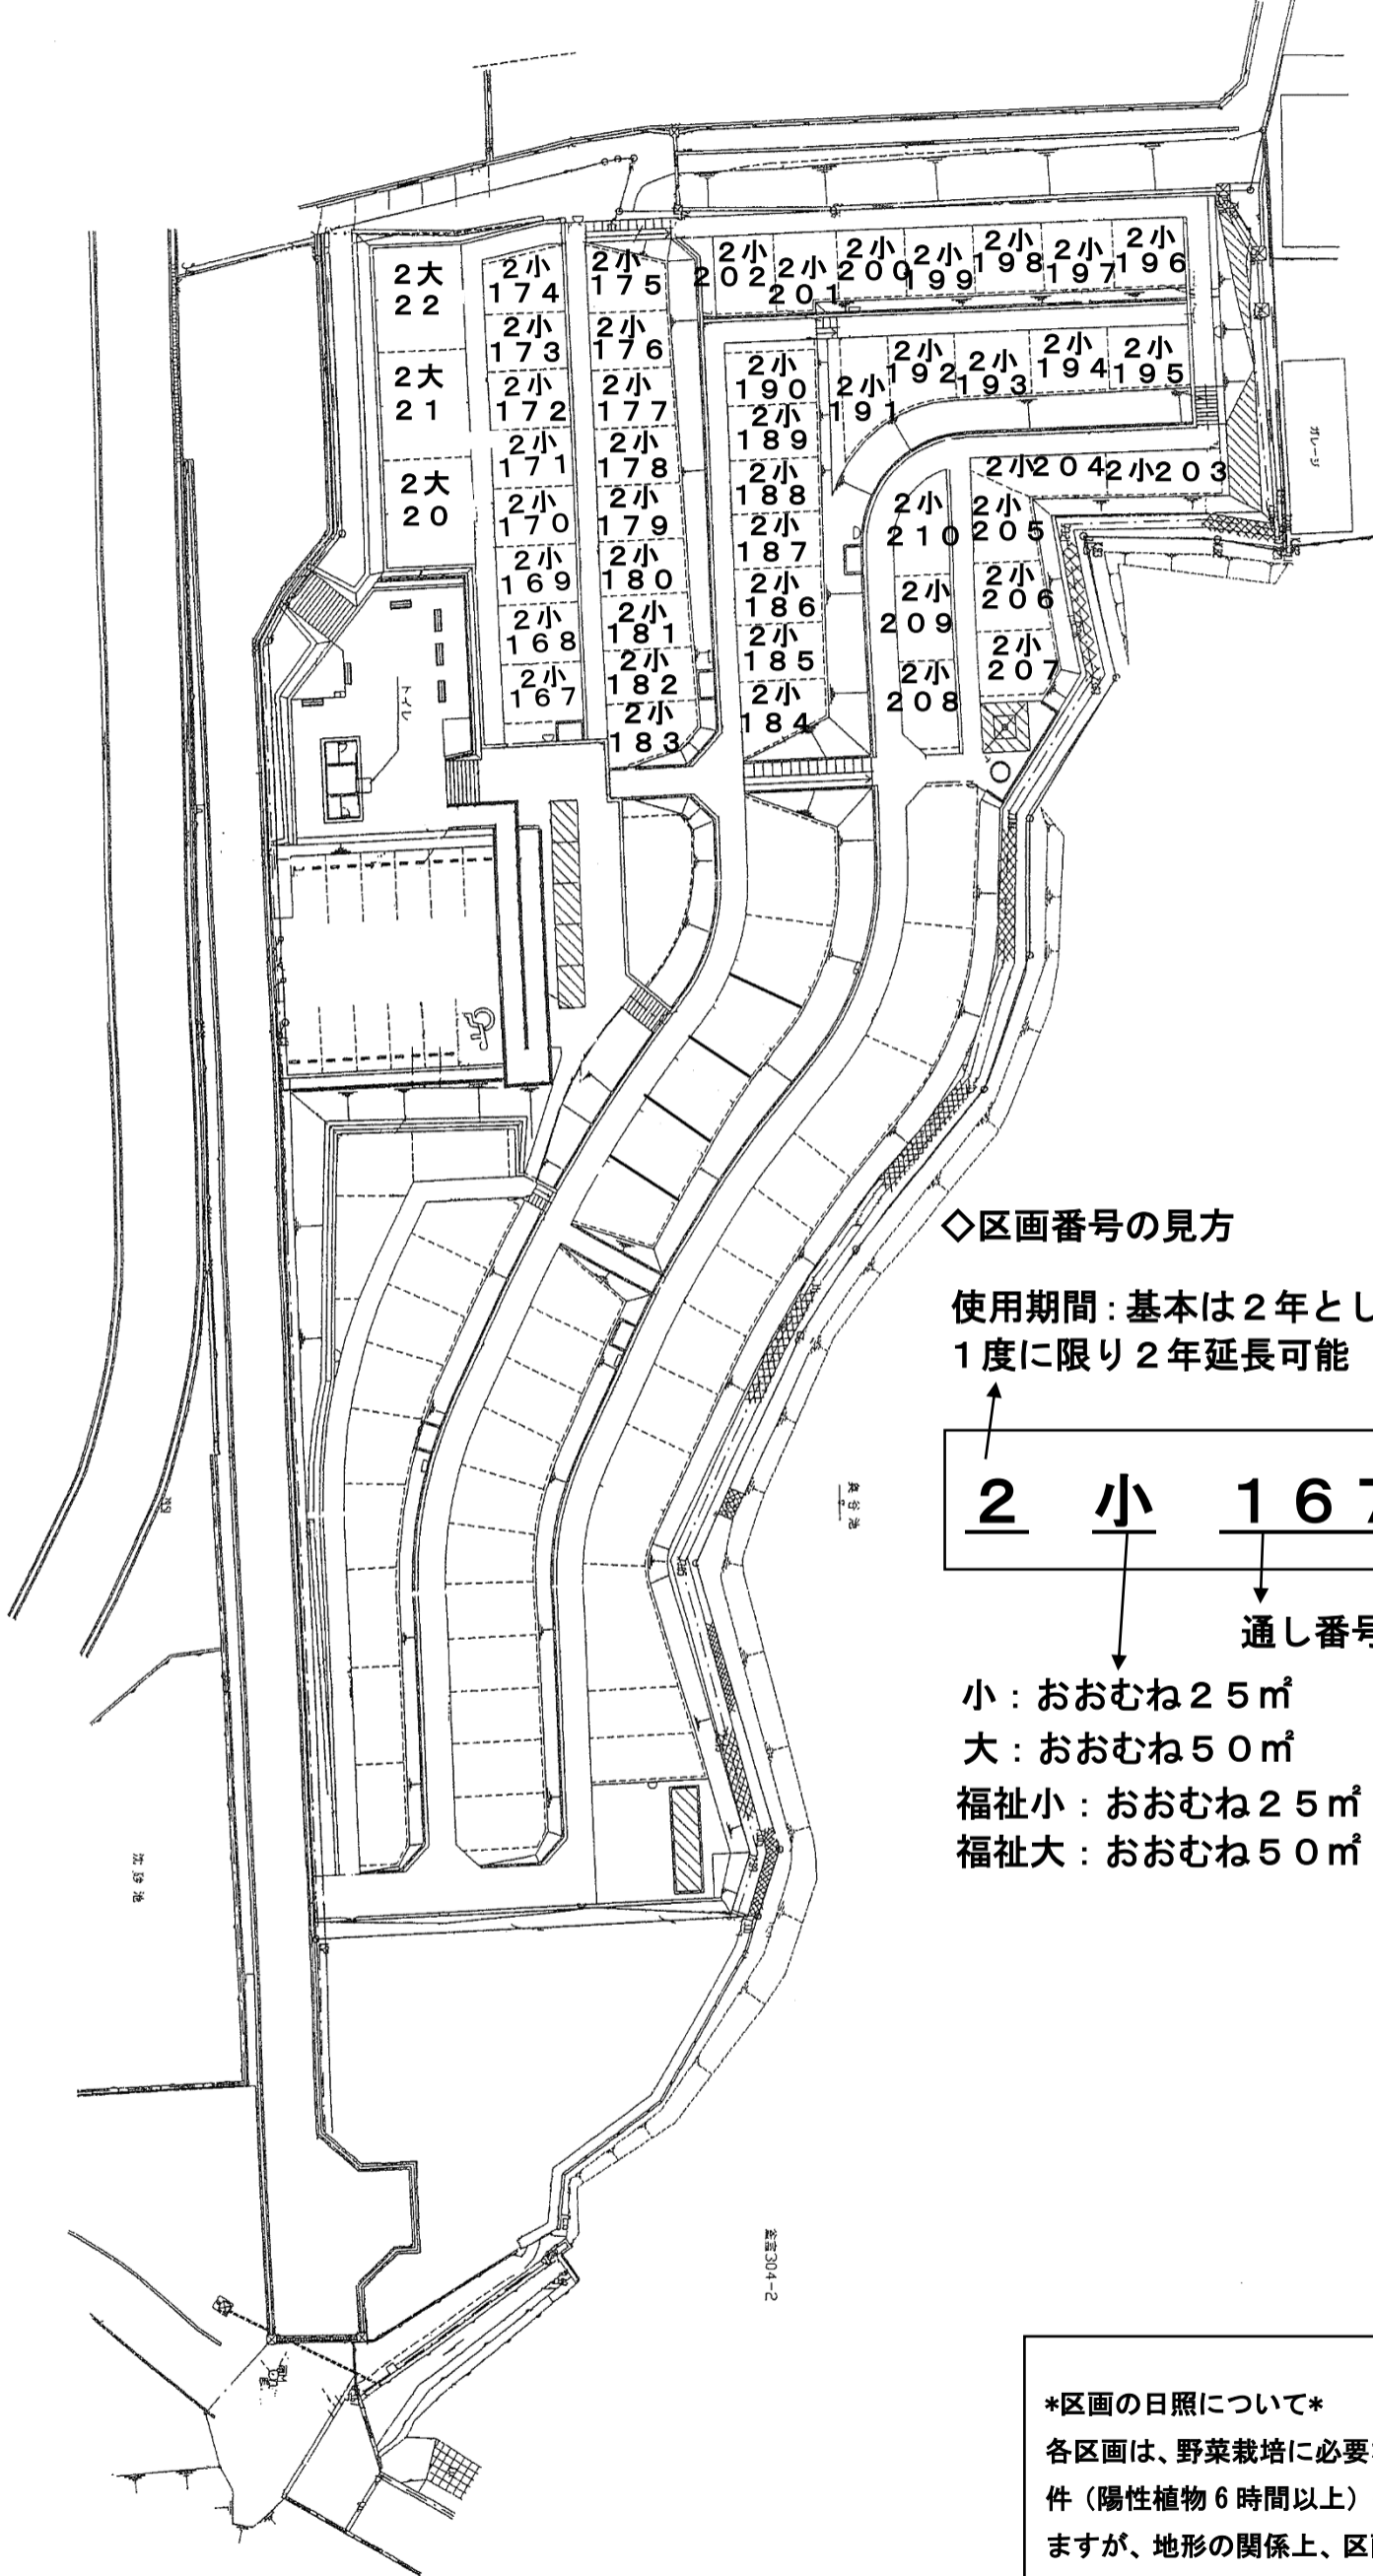 2小
202
2小
201
2小
200
2小
199
2小
198
2小
197
2小
196
2大
22
2大
21
2大
20
2小
174
2小
173
2小
172
2小
171
2小
170
2小
169
2小
168
2小
167
2小
175
2小
176
2小
177
2小
178
2小
179
2小
180
2小
181
2小
182
2小
183
2小
190
2小
189
2小
188
2小
187
2小
186
2小
185
2小
184
2小
191
2小
192
2小
193
2小
194
2小
195
2小204
2小203
2小
205
2小
206
2小
207
2小
210
2小
209
2小
208
ガレージ
トイレ
◇区画番号の見方
使用期間:基本は2年とし
1度に限り2年延長可能
2 小 167
通し番号
小:おおむね25㎡
大:おおむね50㎡
福祉小:おおむね25㎡
福祉大:おおむね50㎡
奥谷池
沈砂池
304-2
*区画の日照について*
各区画は、野菜栽培に必要
件(陽性植物6時間以上)
ますが、地形の関係上、区